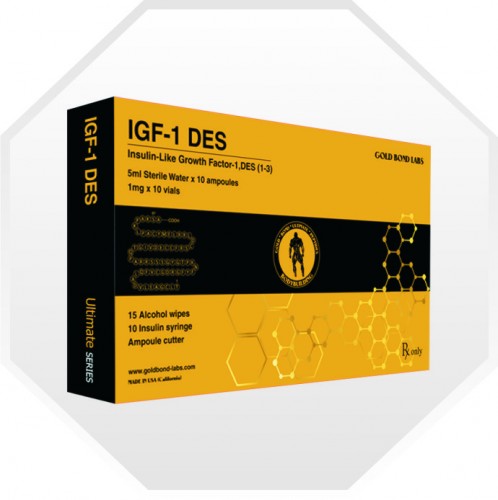 IGF-1 DES
Insulin-Like Growth Factor-1,DES (1-3)
5ml Sterile Water x 10 ampoules
1mg x 10 vials
GOLD BOND LABS
BODYBUILDING
15 Alcohol wipes
10 Insulin syringe
Ampoule cutter
www.goldbond-labs.com
MADE IN USA (California)
Rx only
IGF-1 DES
Ultimate SERIES